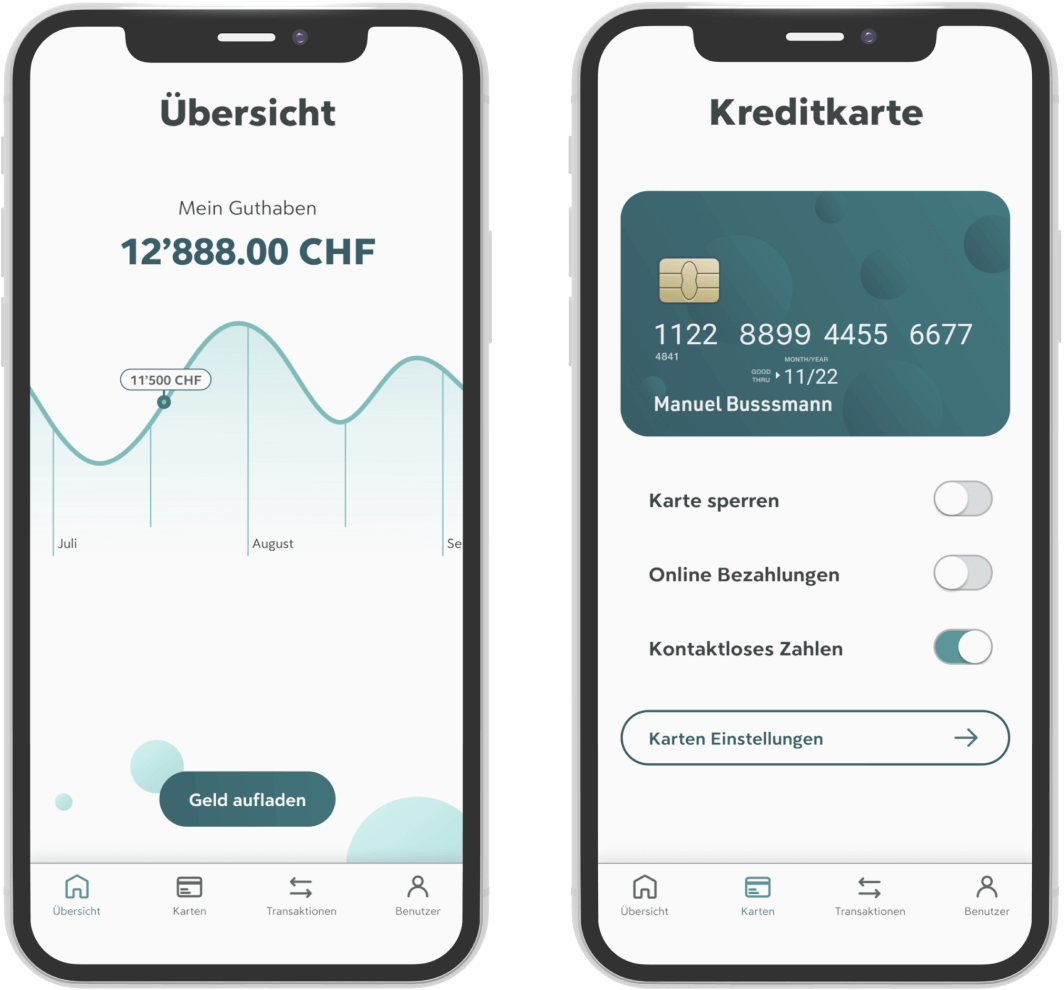 Übersicht
Mein Guthaben
12’888.00 CHF
11’500 CHF
Juli
August
Se
Geld aufladen
Übersicht
Karten
Transaktionen
Benutzer
Kreditkarte
1122 8899 4455 6677
4841
MONTH/YEAR
GOOD
THRU
11/22
Manuel Busssmann
Karte sperren
Online Bezahlungen
Kontaktloses Zahlen
Karten Einstellungen
Übersicht
Karten
Transaktionen
Benutzer